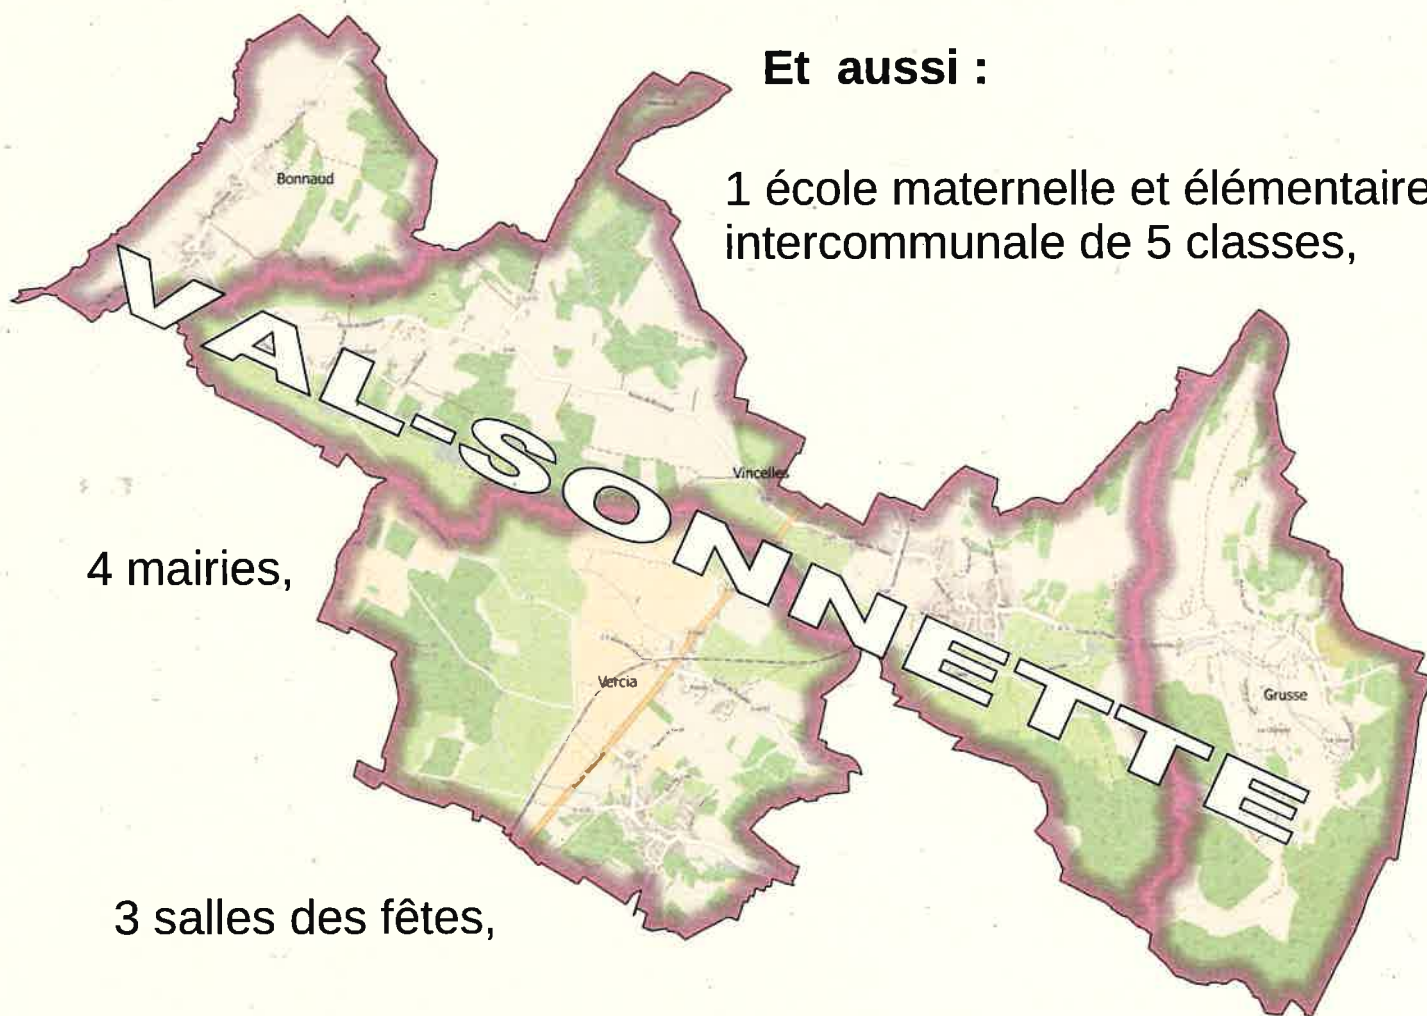 Et aussi :
1 école maternelle et élémentaire
intercommunale de 5 classes,
Bonnaud
VAL-SONNETTE
Vincelles
4 mairies,
Vercia
Grusse
3 salles des fêtes,